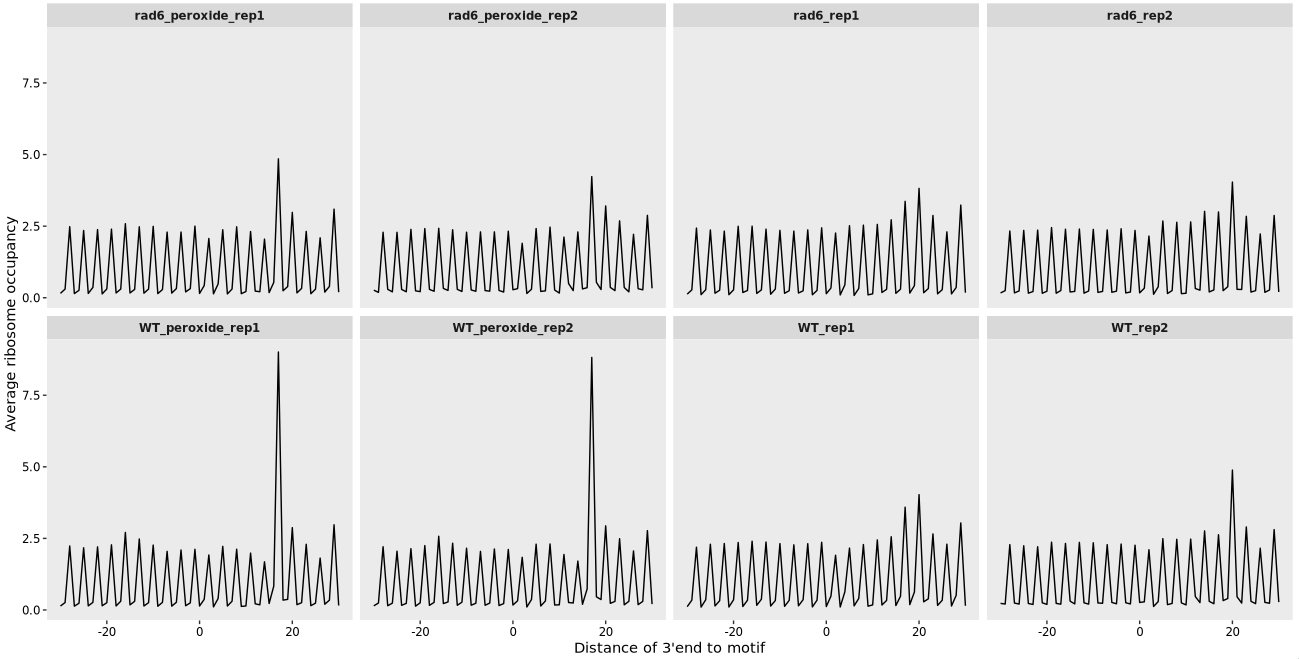 rad6_peroxide_rep1 rad6_peroxide_rep2 rad6_rep1 rad6_rep2
7.5
5.0
2.5
0.0
WT_peroxide_rep1 WT_peroxide_rep2 WT_rep1 WT_rep2
7.5
5.0
2.5
0.0
-20 0 20 -20 0 20 -20 0 20 -20 0 20
Distance of 3'end to motif
Average ribosome occupancy